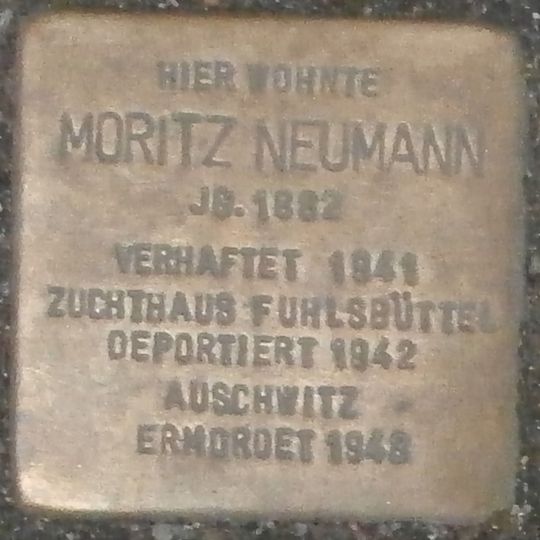 HIER WOHNTE
MORITZ NEUMANN
JG. 1882
VERHAFTET 1941
ZUCHTHAUS FUHLSBÜTTEL
DEPORTIERT 1942
AUSCHWITZ
ERMORDET 1943